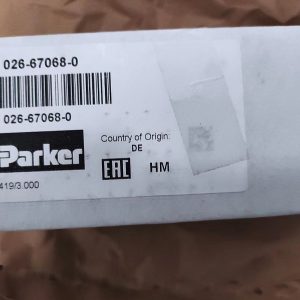 026-67068-0
026-67068-0
Parker
Country of Origin:
DE
EAC HM
419/3.000